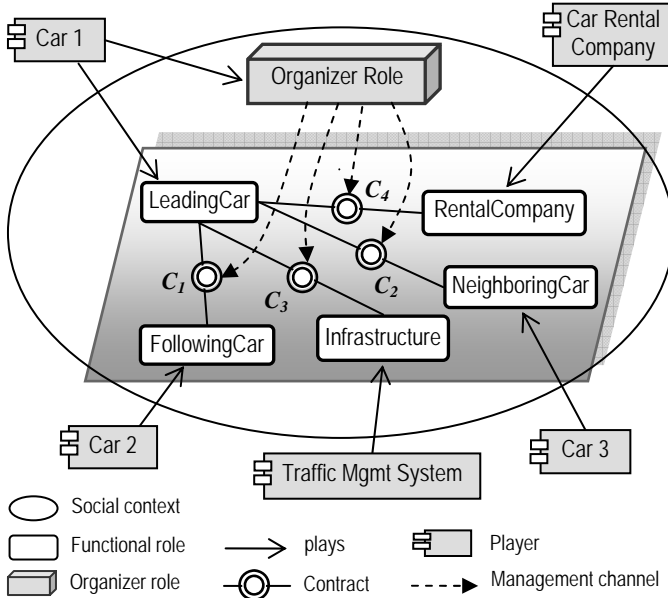 Car 1
Car Rental
Company
Organizer Role
LeadingCar
C4
RentalCompany
C1
C3
C2
NeighboringCar
FollowingCar
Infrastructure
Car 2
Traffic Mgmt System
Car 3
Social context
Functional role
plays
Player
Organizer role
Contract
Management channel